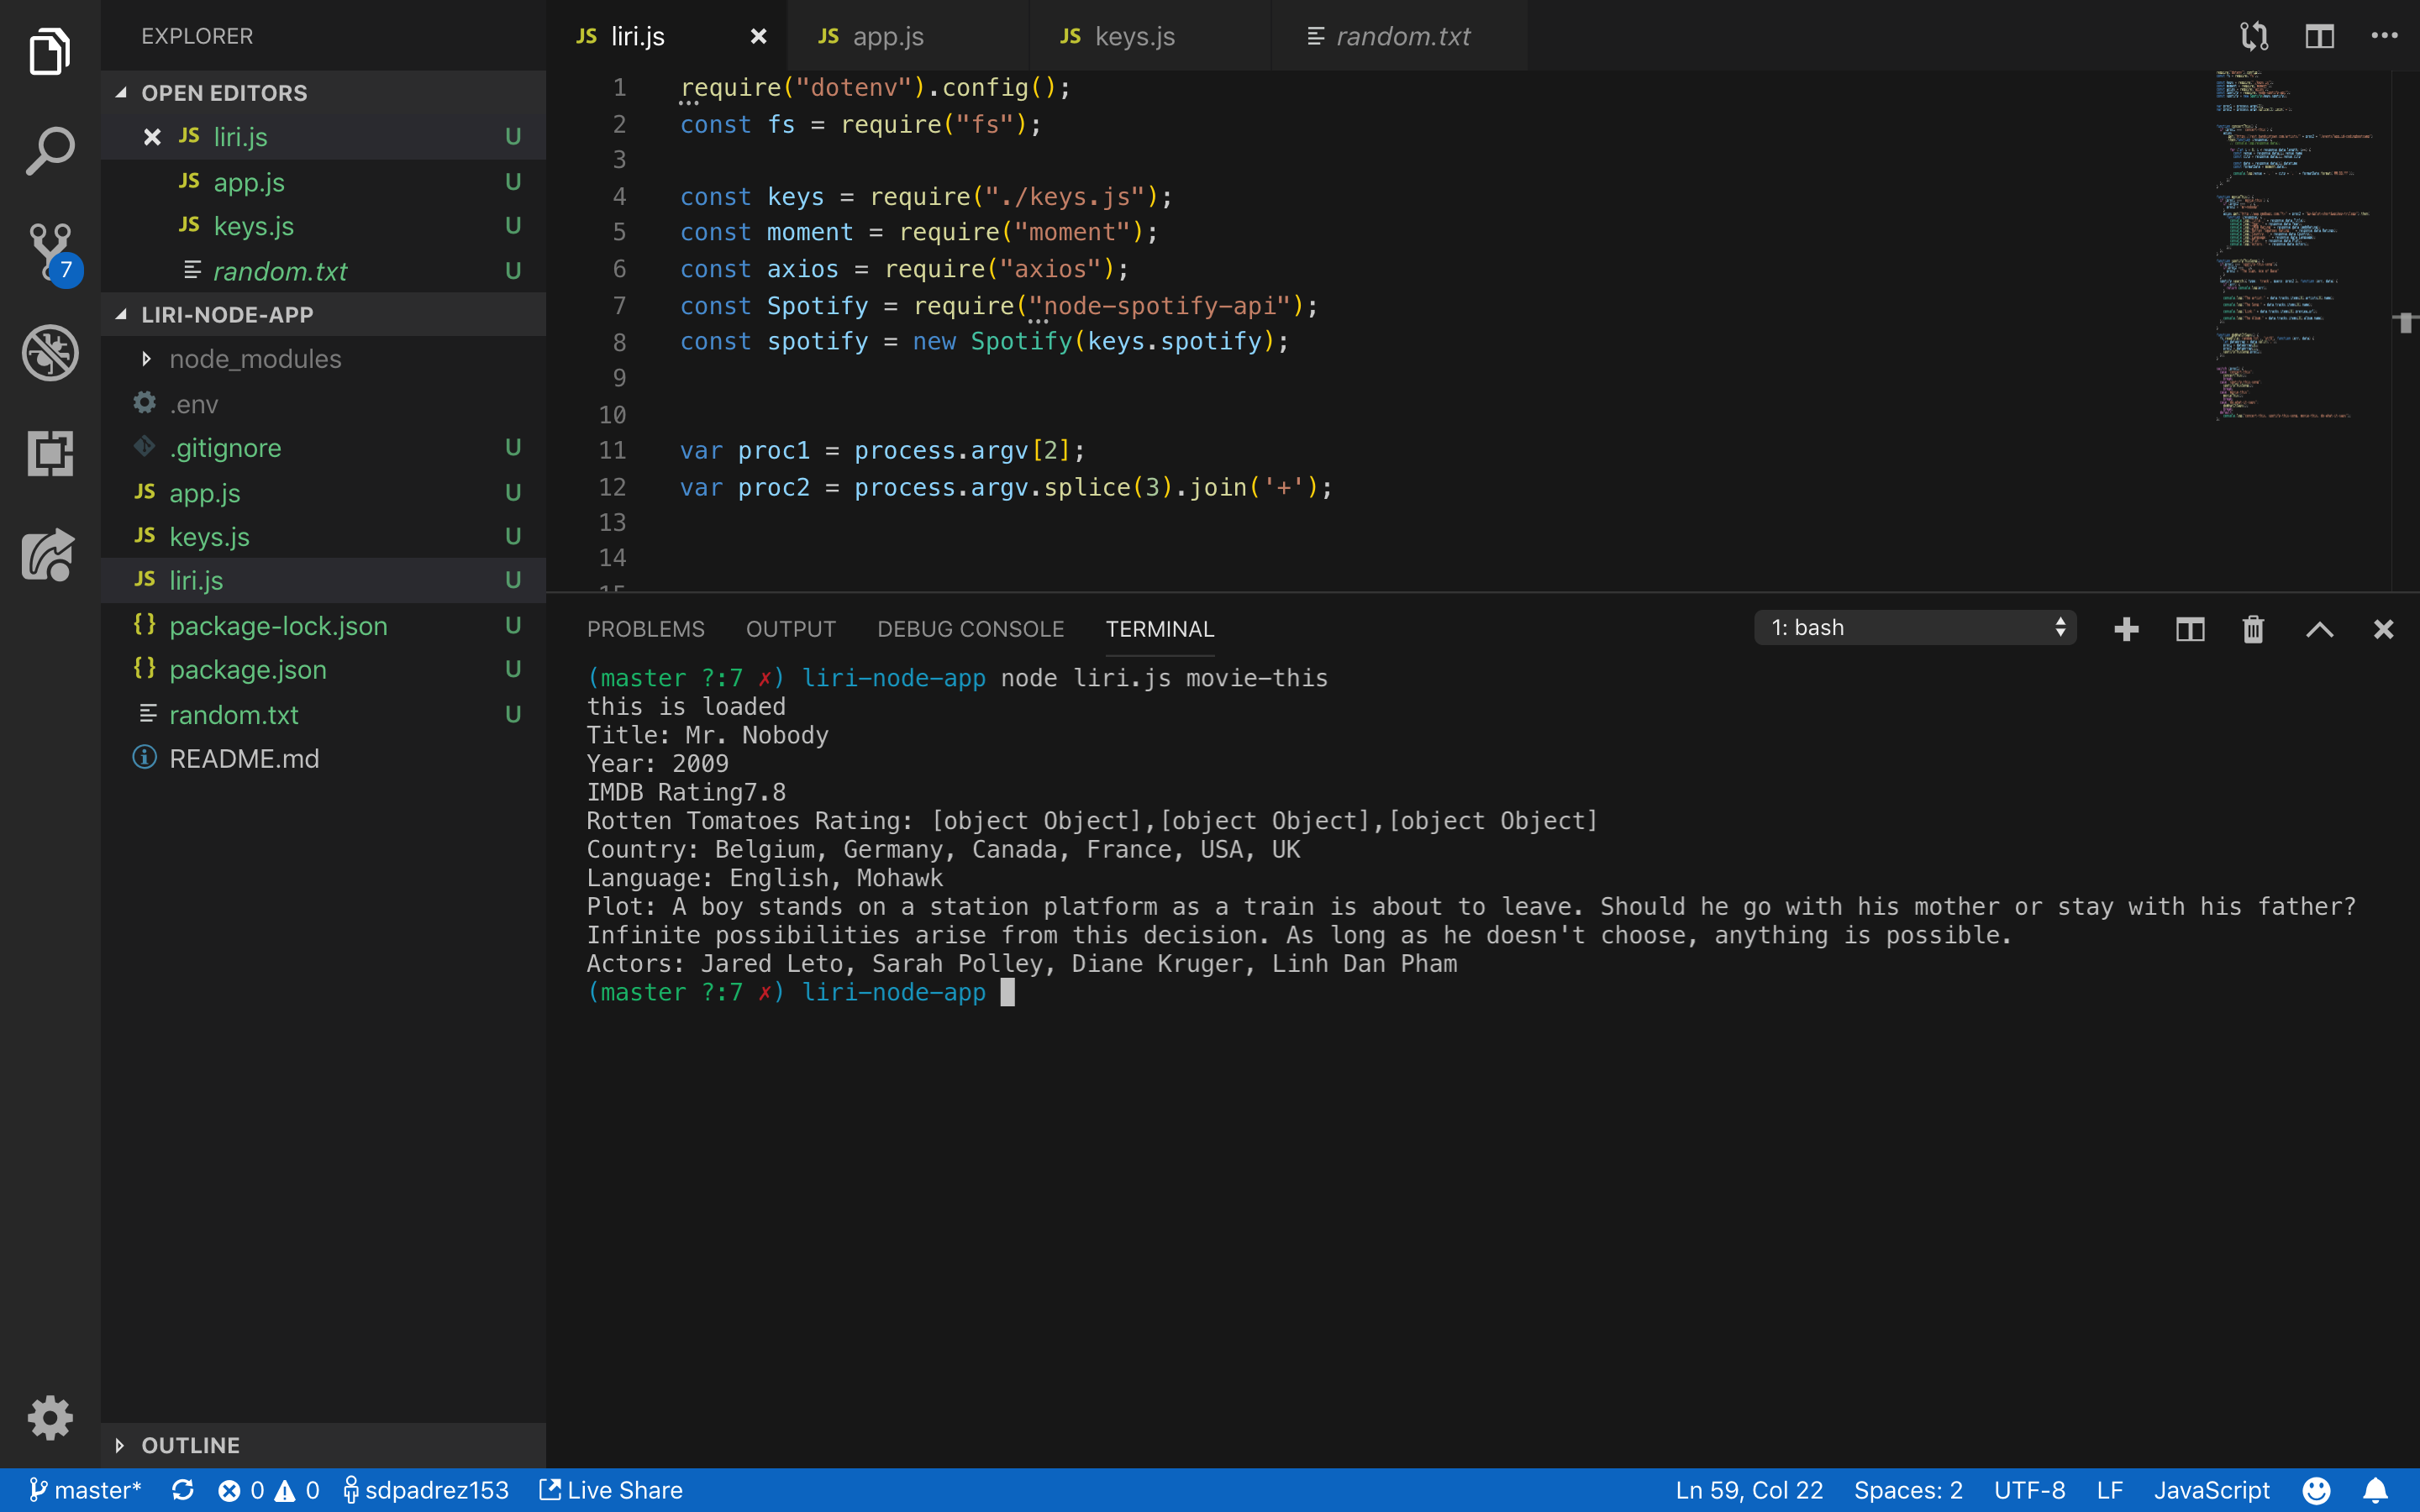 EXPLORER
OPEN EDITORS
JS liri.js U
JS app.js U
JS keys.js U
random.txt U
LIRI-NODE-APP
node_modules
.env
.gitignore U
JS app.js U
JS keys.js U
JS liri.js U
{} package-lock.json U
{} package.json U
random.txt U
README.md
OUTLINE
7
JS liri.js JS app.js JS keys.js random.txt
1 require("dotenv").config();
2 const fs = require("fs");
3
4 const keys = require("./keys.js");
5 const moment = require("moment");
6 const axios = require("axios");
7 const Spotify = require("node-spotify-api");
8 const spotify = new Spotify(keys.spotify);
9
10
11 var proc1 = process.argv[2];
12 var proc2 = process.argv.splice(3).join('+');
13
14
PROBLEMS OUTPUT DEBUG CONSOLE TERMINAL 1: bash
(master ?:7 ✗) liri-node-app node liri.js movie-this
this is loaded
Title: Mr. Nobody
Year: 2009
IMDB Rating7.8
Rotten Tomatoes Rating: [object Object],[object Object],[object Object]
Country: Belgium, Germany, Canada, France, USA, UK
Language: English, Mohawk
Plot: A boy stands on a station platform as a train is about to leave. Should he go with his mother or stay with his father?
Infinite possibilities arise from this decision. As long as he doesn't choose, anything is possible.
Actors: Jared Leto, Sarah Polley, Diane Kruger, Linh Dan Pham
(master ?:7 ✗) liri-node-app
master* 0 0 sdpadrez153 Live Share Ln 59, Col 22 Spaces: 2 UTF-8 LF JavaScript